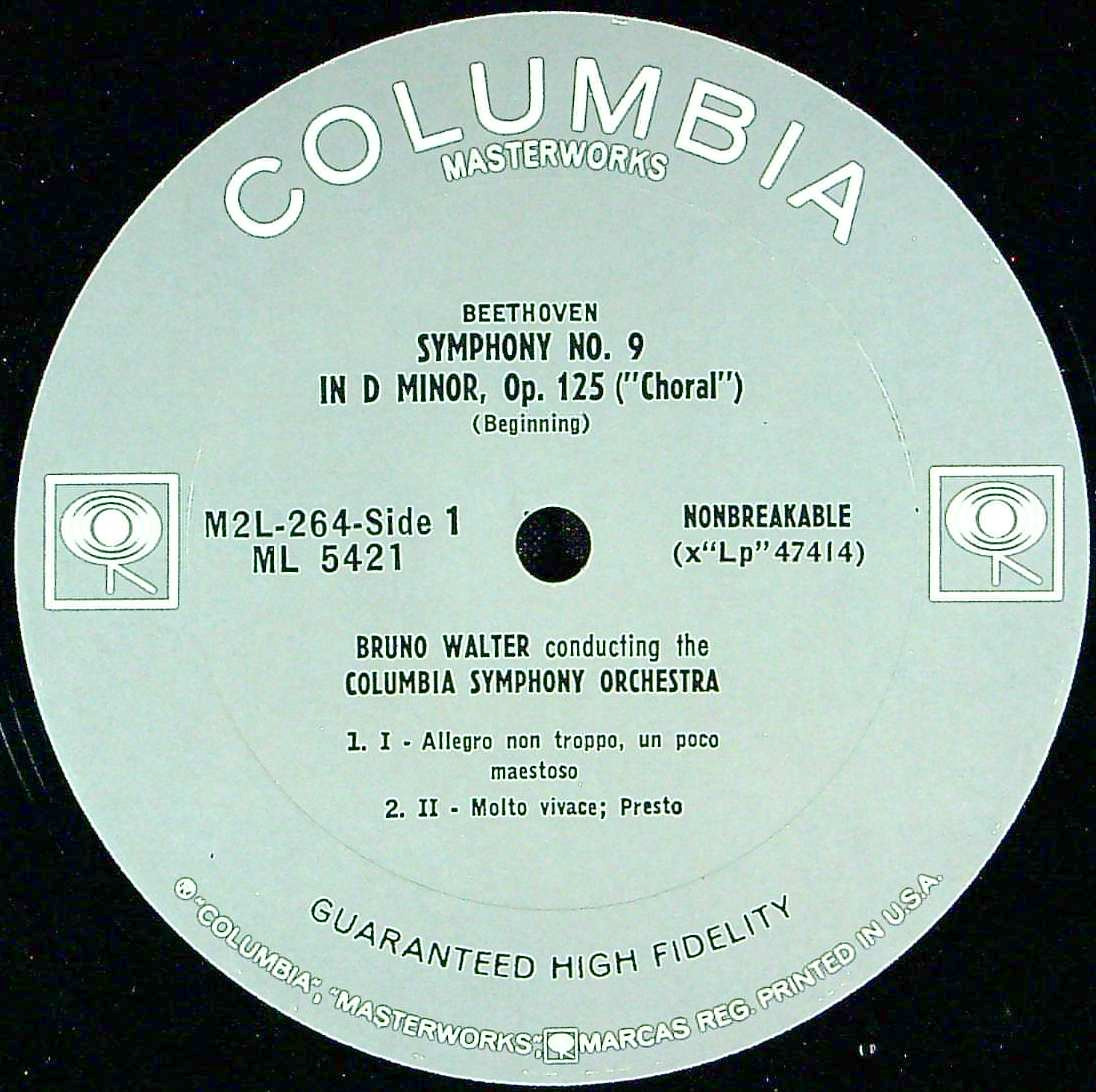 COLUMBIA
MASTERWORKS
BEETHOVEN
SYMPHONY NO. 9
IN D MINOR, Op. 125 ("Choral")
(Beginning)
M2L-264-Side 1
ML 5421
NONBREAKABLE
(x“Lp”47414)
BRUNO WALTER conducting the
COLUMBIA SYMPHONY ORCHESTRA
1. I - Allegro non troppo, un poco
maestoso
2. II - Molto vivace; Presto
GUARANTEED HIGH FIDELITY
® “COLUMBIA”, “MASTERWORKS”, MARCAS REG. PRINTED IN U.S.A.